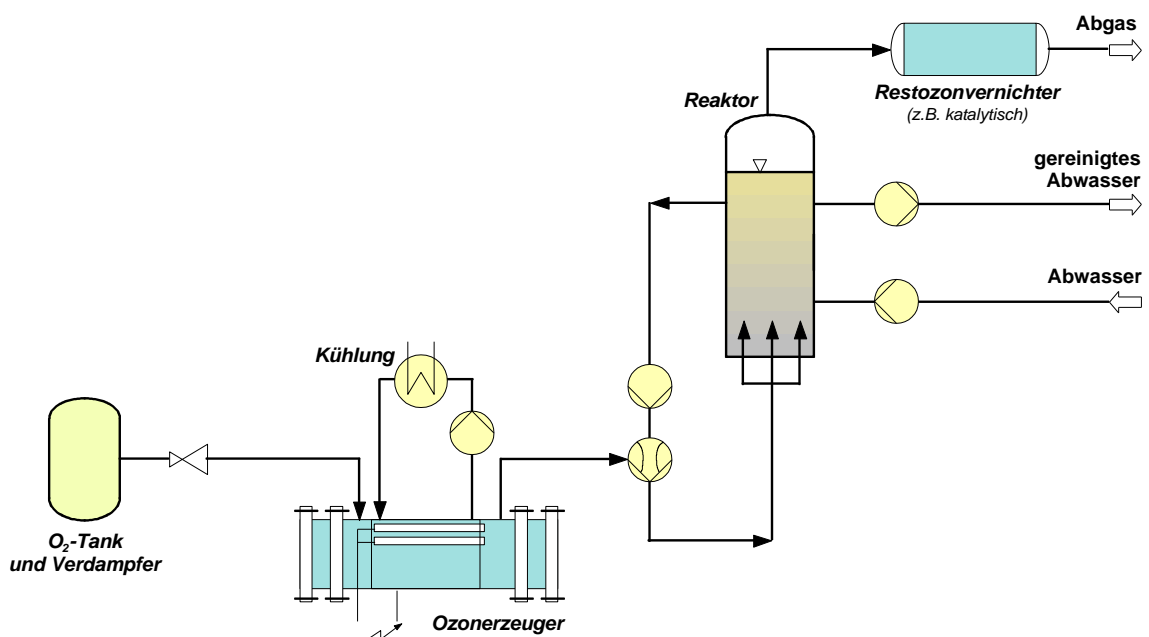 Abgas
Reaktor
Restozonvernichter
(z.B. katalytisch)
gereinigtes
Abwasser
Abwasser
Kühlung
O₂-Tank
und Verdampfer
Ozonerzeuger